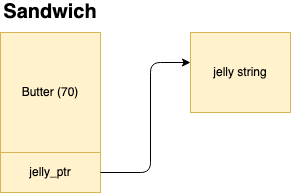 Sandwich
Butter (70)
jelly_ptr
jelly string